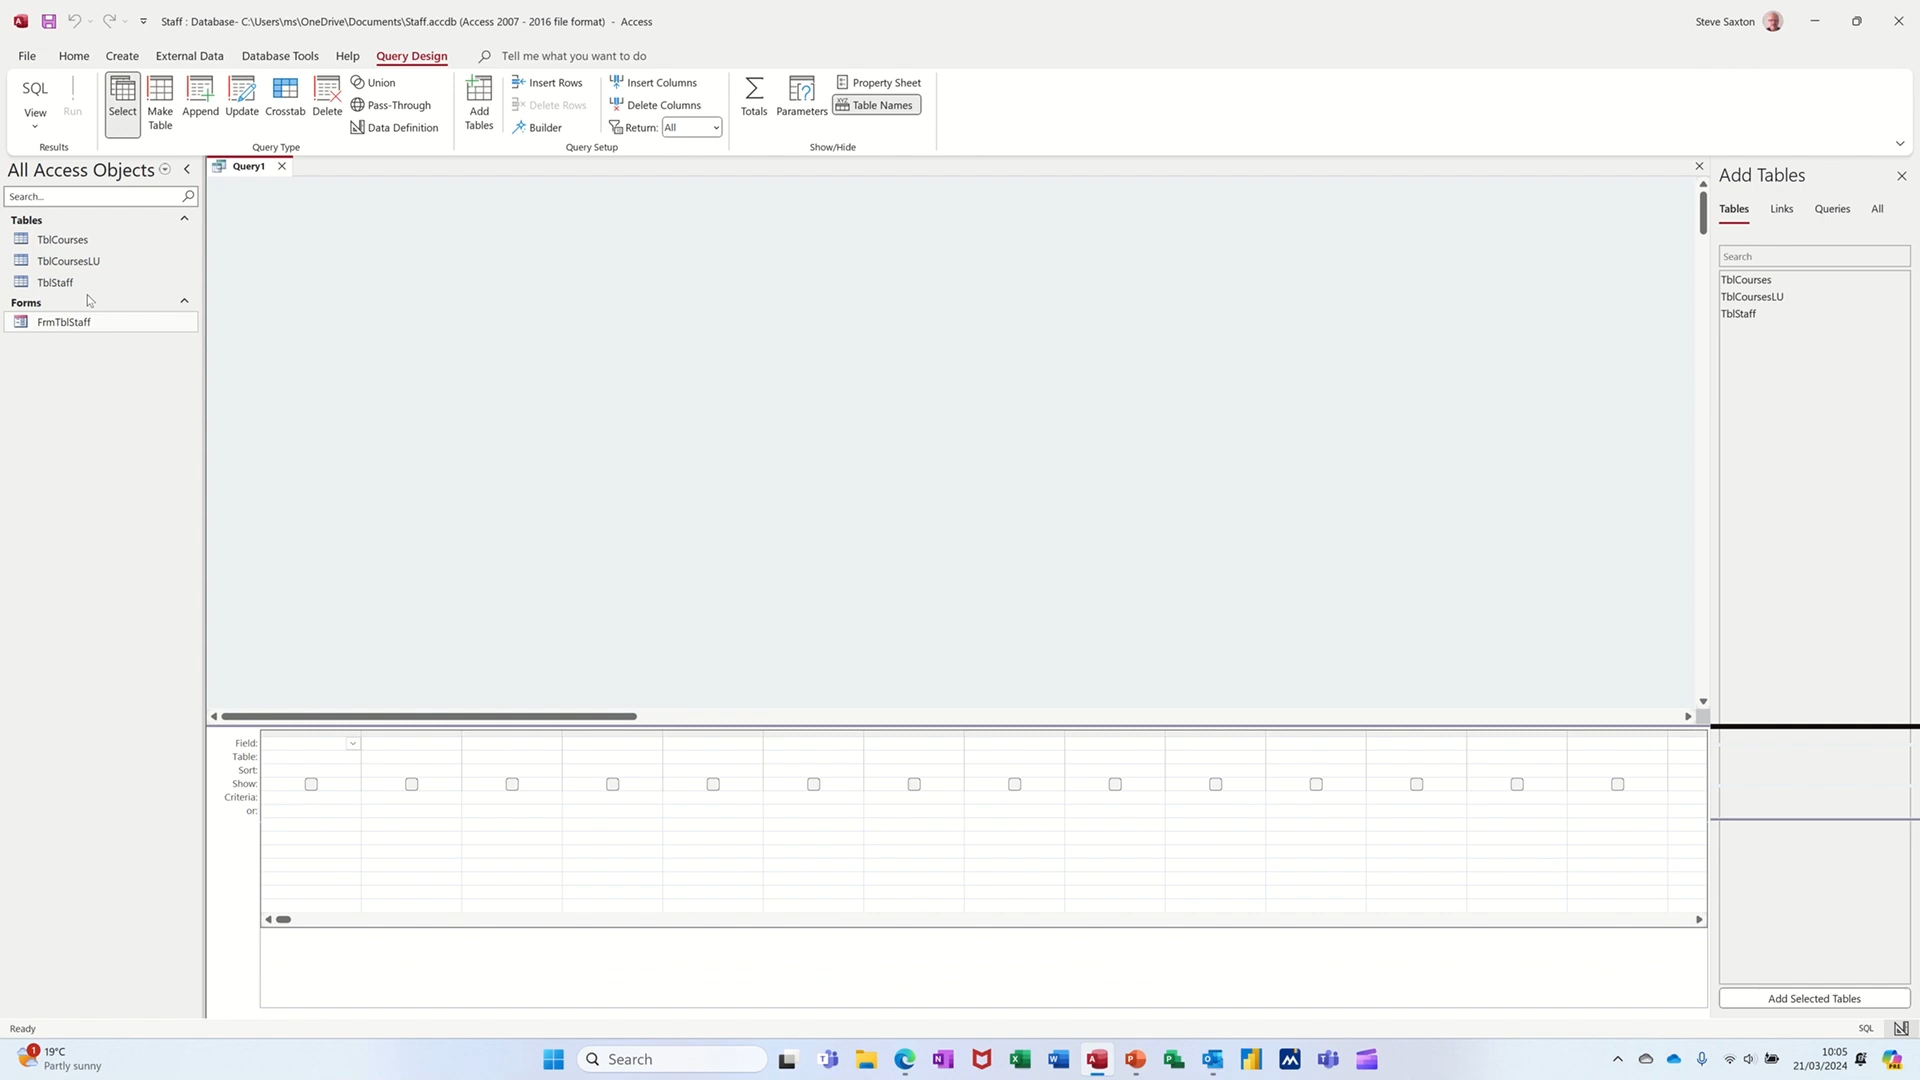 Staff : Database- C:\Users\ms\OneDrive\Documents\Staff.accdb (Access 2007 - 2016 file format) - Access
Steve Saxton
File Home Create External Data Database Tools Help Query Design Tell me what you want to do
SQL
View
Run
Results
Select
Make
Table
Append
Update
Crosstab
Delete
Union
Pass-Through
Data Definition
Query Type
Add
Tables
Insert Rows
Delete Rows
Builder
Insert Columns
Delete Columns
Return: All
Query Setup
Totals
Parameters
Property Sheet
Table Names
Show/Hide
All Access Objects
Search...
Tables
TblCourses
TblCoursesLU
TblStaff
Forms
FrmTblStaff
Query1
Field:
Table:
Sort:
Show:
Criteria:
or:
Add Tables
Tables Links Queries All
Search
TblCourses
TblCoursesLU
TblStaff
Add Selected Tables
Ready
SQL
1
19°C
Partly sunny
Search
10:05
21/03/2024
PRE